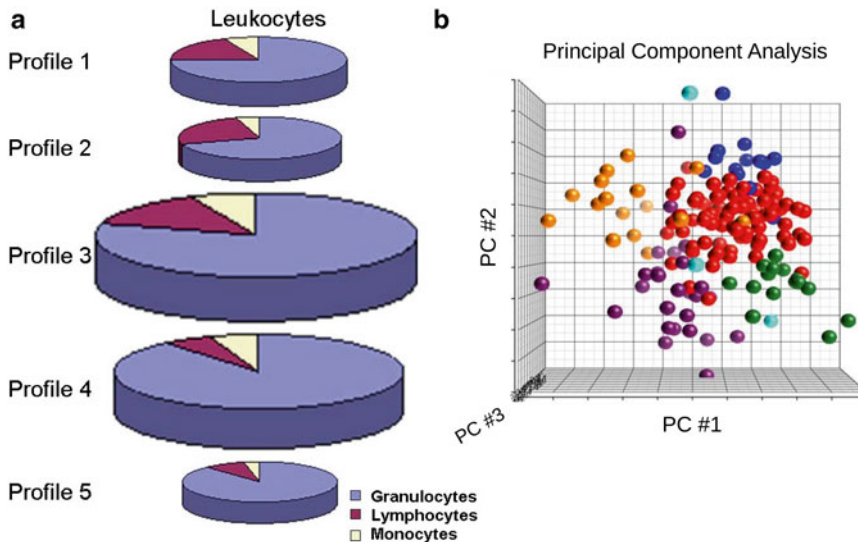 a
Leukocytes
Profile 1
Profile 2
Profile 3
Profile 4
Profile 5
Granulocytes
Lymphocytes
Monocytes
b
Principal Component Analysis
PC #2
PC #3
PC #1